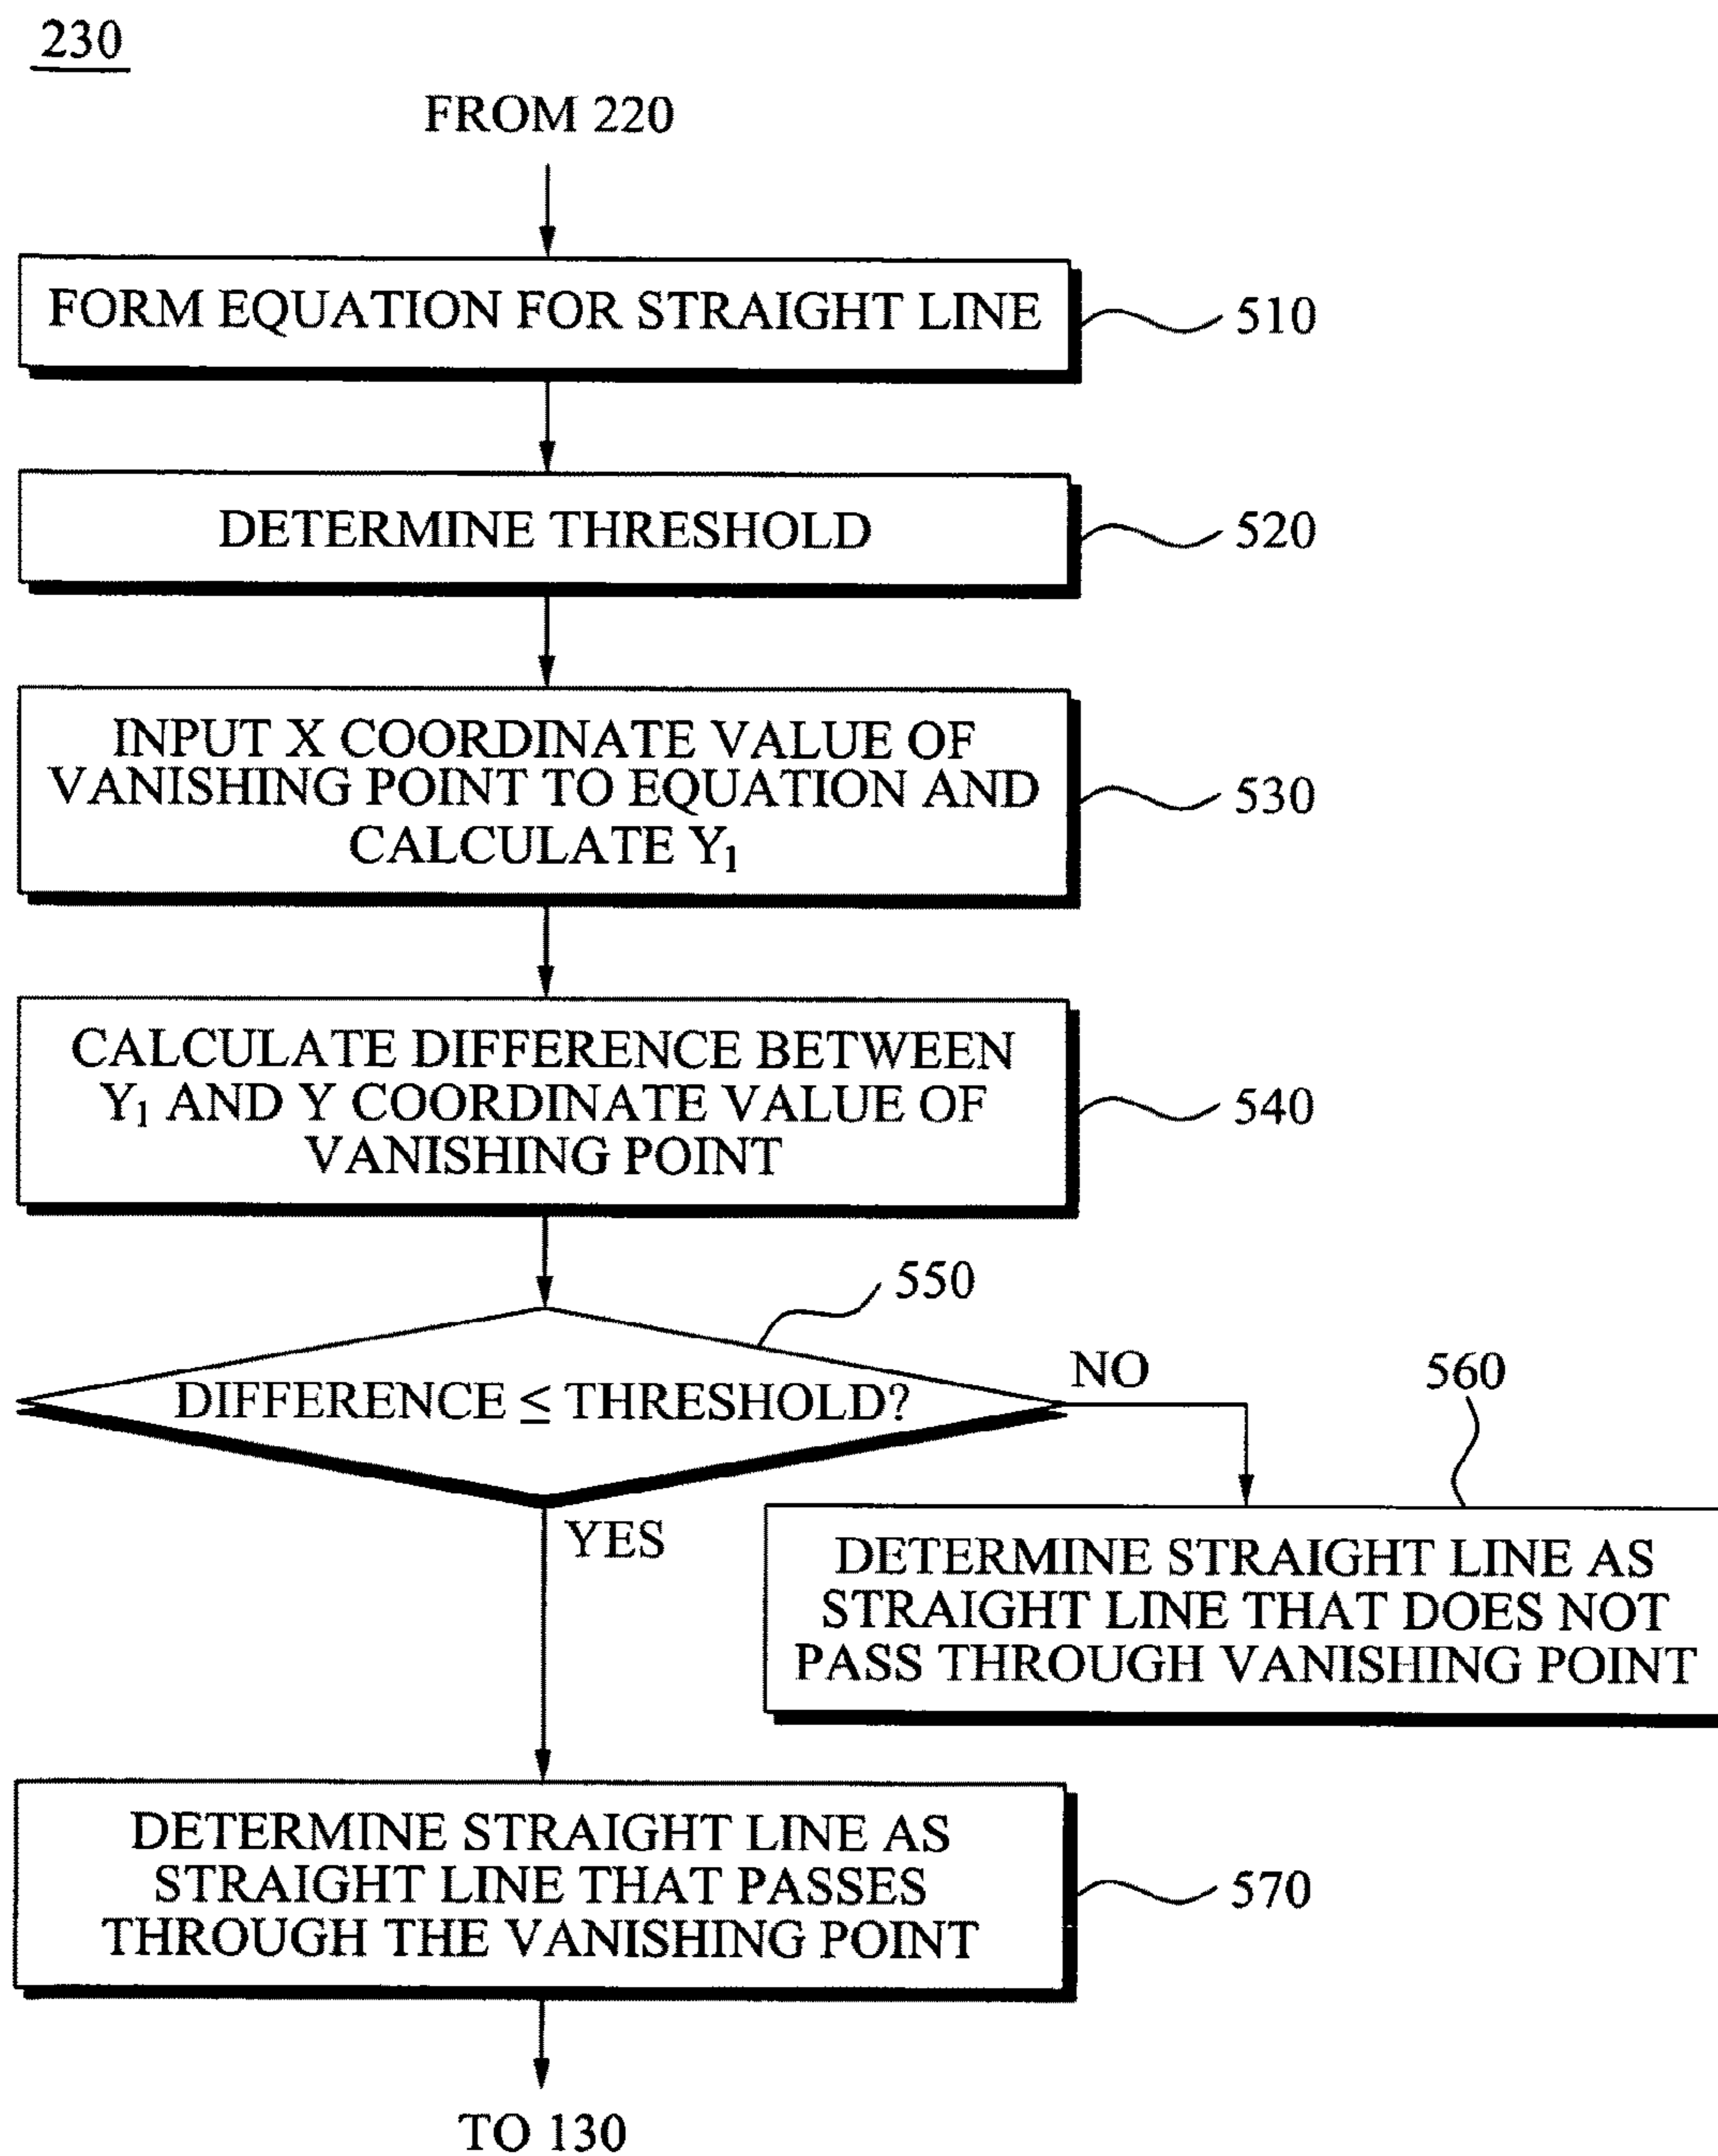 230
FROM 220
FORM EQUATION FOR STRAIGHT LINE
510
DETERMINE THRESHOLD
520
INPUT X COORDINATE VALUE OF
VANISHING POINT TO EQUATION AND
CALCULATE Y₁
530
CALCULATE DIFFERENCE BETWEEN
Y₁ AND Y COORDINATE VALUE OF
VANISHING POINT
540
550
DIFFERENCE ≤ THRESHOLD?
NO
560
YES
DETERMINE STRAIGHT LINE AS
STRAIGHT LINE THAT DOES NOT
PASS THROUGH VANISHING POINT
DETERMINE STRAIGHT LINE AS
STRAIGHT LINE THAT PASSES
THROUGH THE VANISHING POINT
570
TO 130